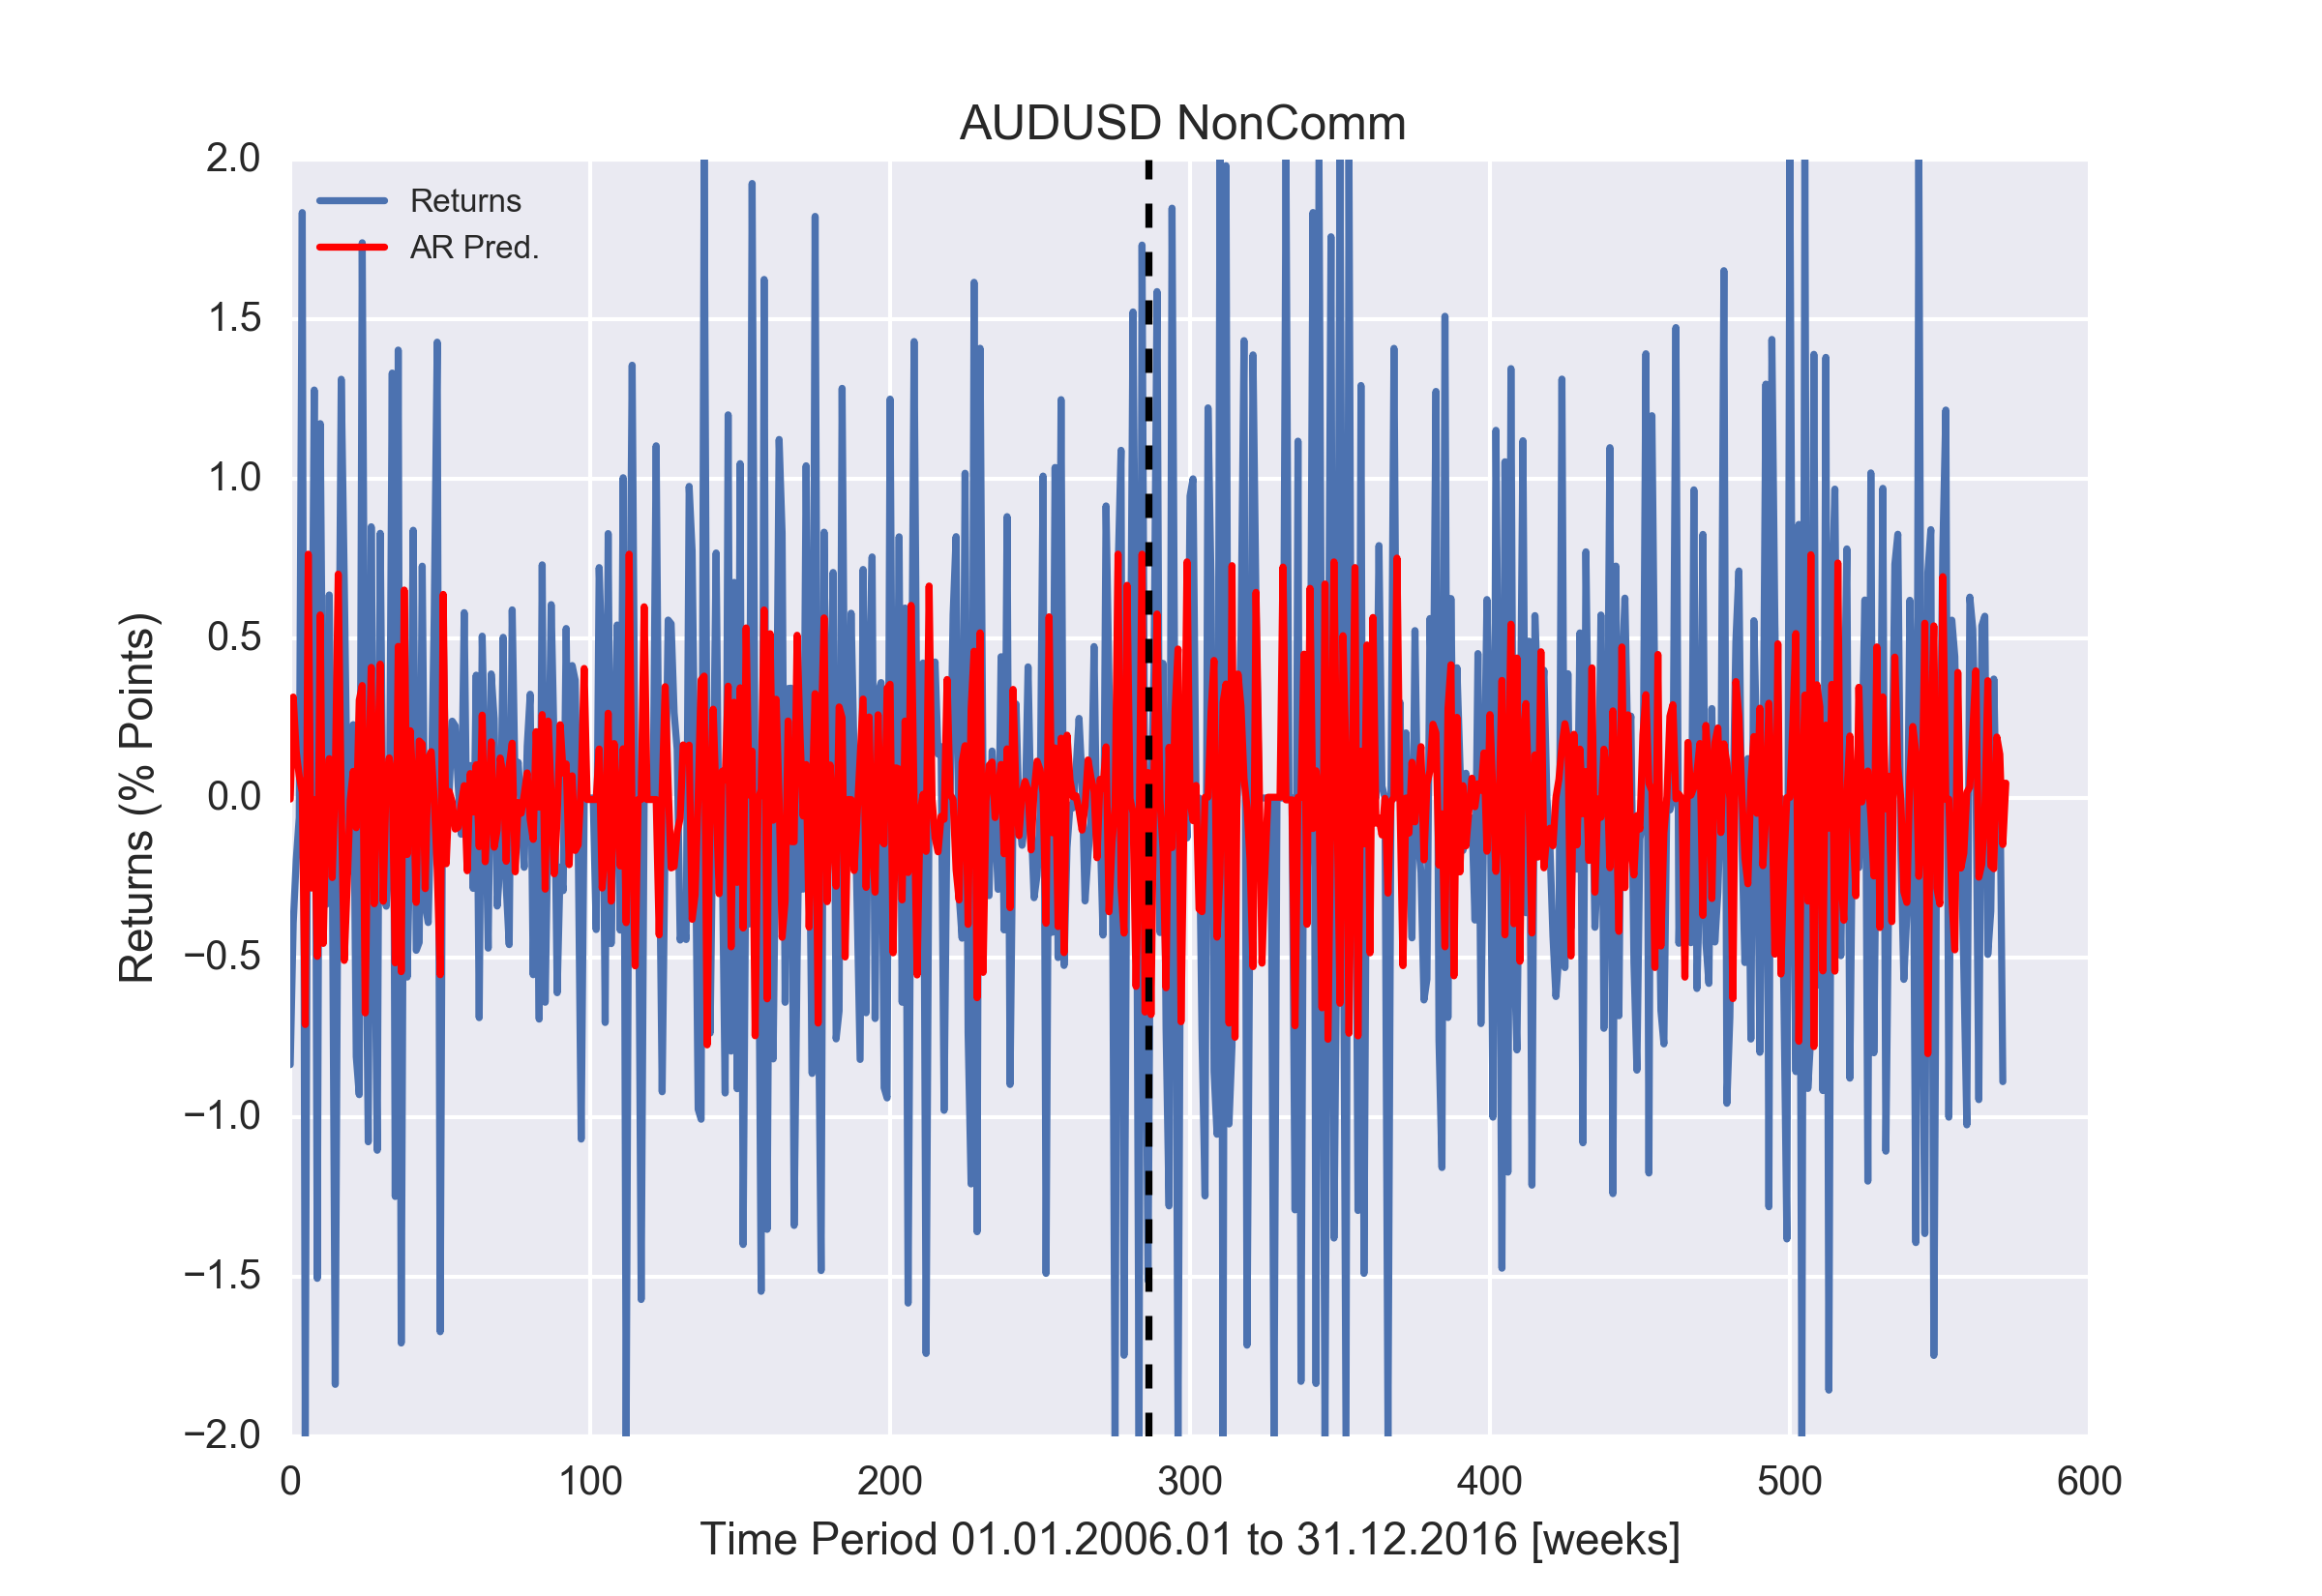 AUDUSD NonComm
2.0
Returns
AR Pred.
1.5
1.0
0.5
0.0
−0.5
−1.0
−1.5
−2.0
Returns (% Points)
0 100 200 300 400 500 600
Time Period 01.01.2006.01 to 31.12.2016 [weeks]